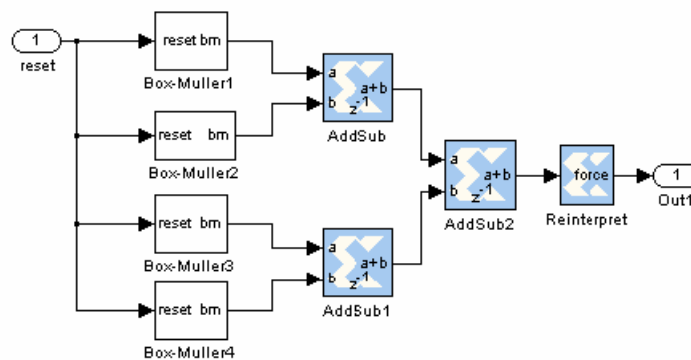 1
reset
reset bm
Box-Muller1
reset bm
Box-Muller2
a
b
a+b
z-1
AddSub
reset bm
Box-Muller3
reset bm
Box-Muller4
a
b
a+b
z-1
AddSub1
a
b
a+b
z-1
AddSub2
force
Reinterpret
1
Out1